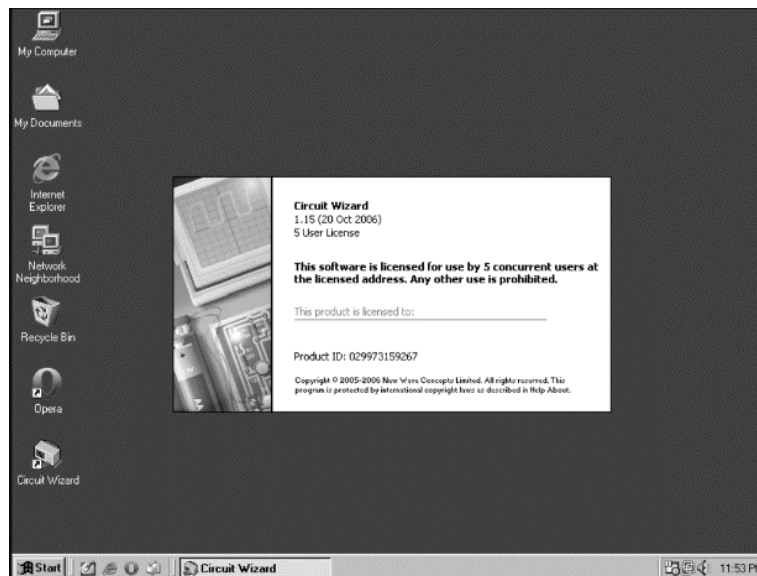 My Computer
My Documents
Internet
Explorer
Network
Neighborhood
Recycle Bin
Opera
Circuit Wizard
Circuit Wizard
1.15 (20 Oct 2006)
5 User License
This software is licensed for use by 5 concurrent users at
the licensed address. Any other use is prohibited.
This product is licensed to:
Product ID: 029973159267
Copyright © 2005-2006 New Wave Concepts Limited. All rights reserved. This
program is protected by international copyright laws as described in Help About.
AA
Start
Circuit Wizard
11:53 PM